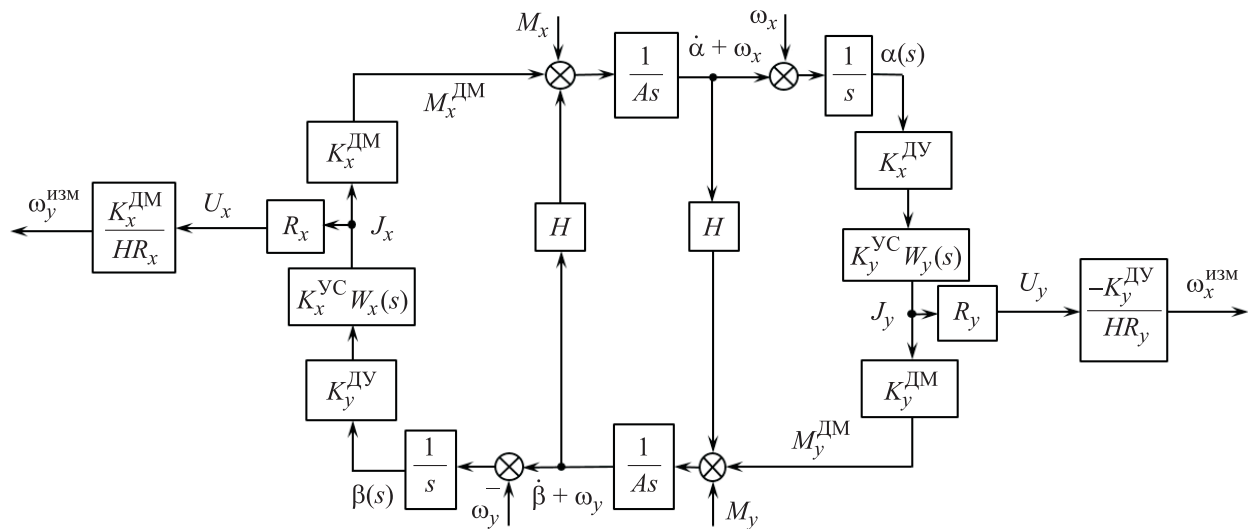 M_x
ω_x
1/As
α̇ + ω_x
1/s
α(s)
M_x^ДМ
K_x^ДМ
K_x^ДУ
ω_y^изм
K_x^ДМ/HR_x
U_x
R_x
J_x
H
H
K_y^УС W_y(s)
K_x^УС W_x(s)
J_y
R_y
U_y
−K_y^ДУ/HR_y
ω_x^изм
K_y^ДУ
K_y^ДМ
M_y^ДМ
β(s)
1/s
−
ω_y
β̇ + ω_y
1/As
M_y